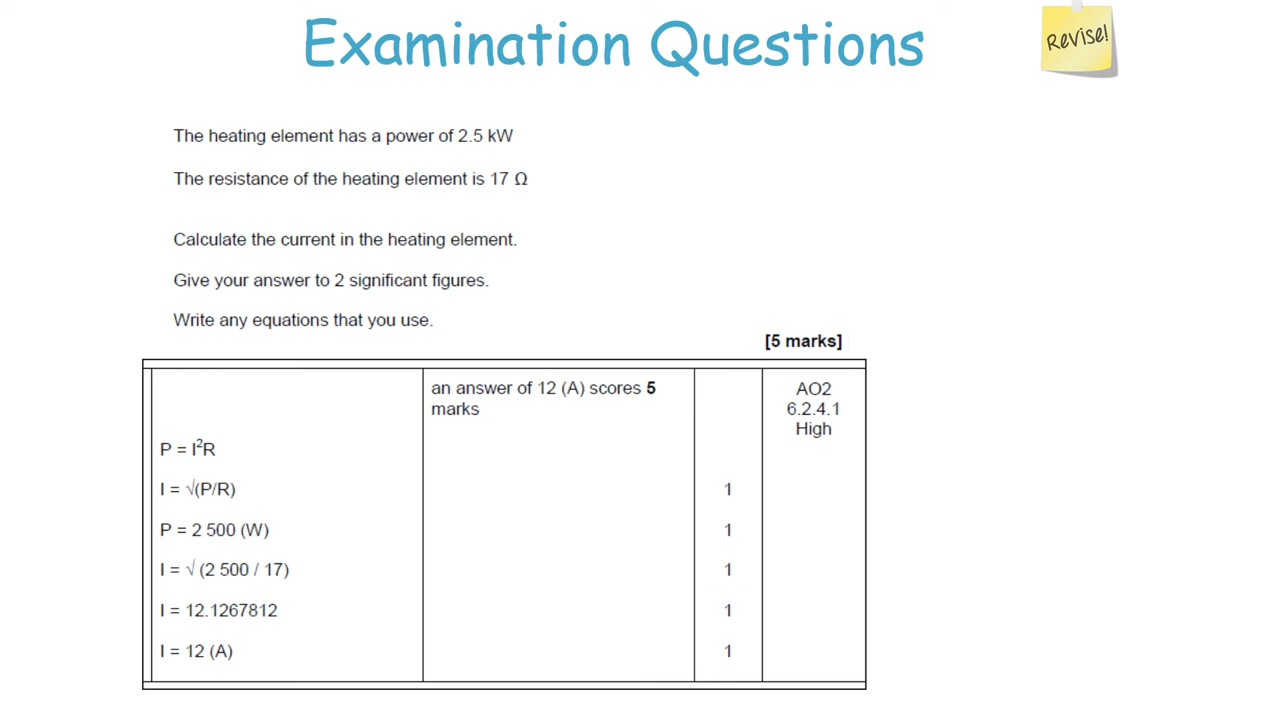 Examination Questions
Revise!
The heating element has a power of 2.5 kW
The resistance of the heating element is 17 Ω
Calculate the current in the heating element.
Give your answer to 2 significant figures.
Write any equations that you use.
[5 marks]
an answer of 12 (A) scores 5
marks
AO2
6.2.4.1
High
P = I²R
I = √(P/R) 1
P = 2 500 (W) 1
I = √ (2 500 / 17) 1
I = 12.1267812 1
I = 12 (A) 1